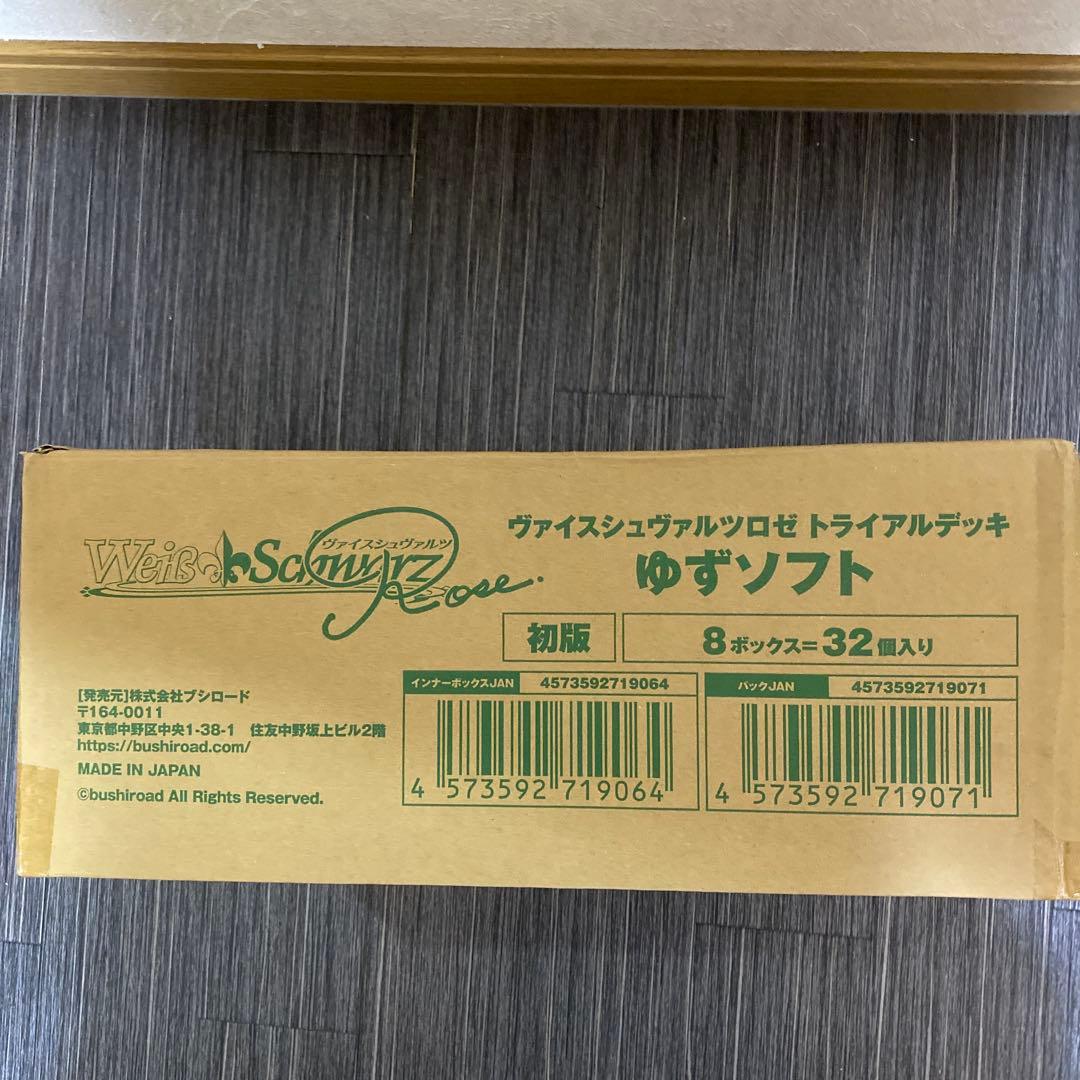 Weiß Schwarz
ヴァイスシュヴァルツ
Rose
ヴァイスシュヴァルツロゼ トライアルデッキ
ゆずソフト
初版
8ボックス=32個入り
[発売元]株式会社ブシロード
〒164-0011
東京都中野区中央1-38-1 住友中野坂上ビル2階
https://bushiroad.com/
MADE IN JAPAN
©bushiroad All Rights Reserved.
インナーボックスJAN 4573592719064
4 573592 719064
パックJAN 4573592719071
4 573592 719071